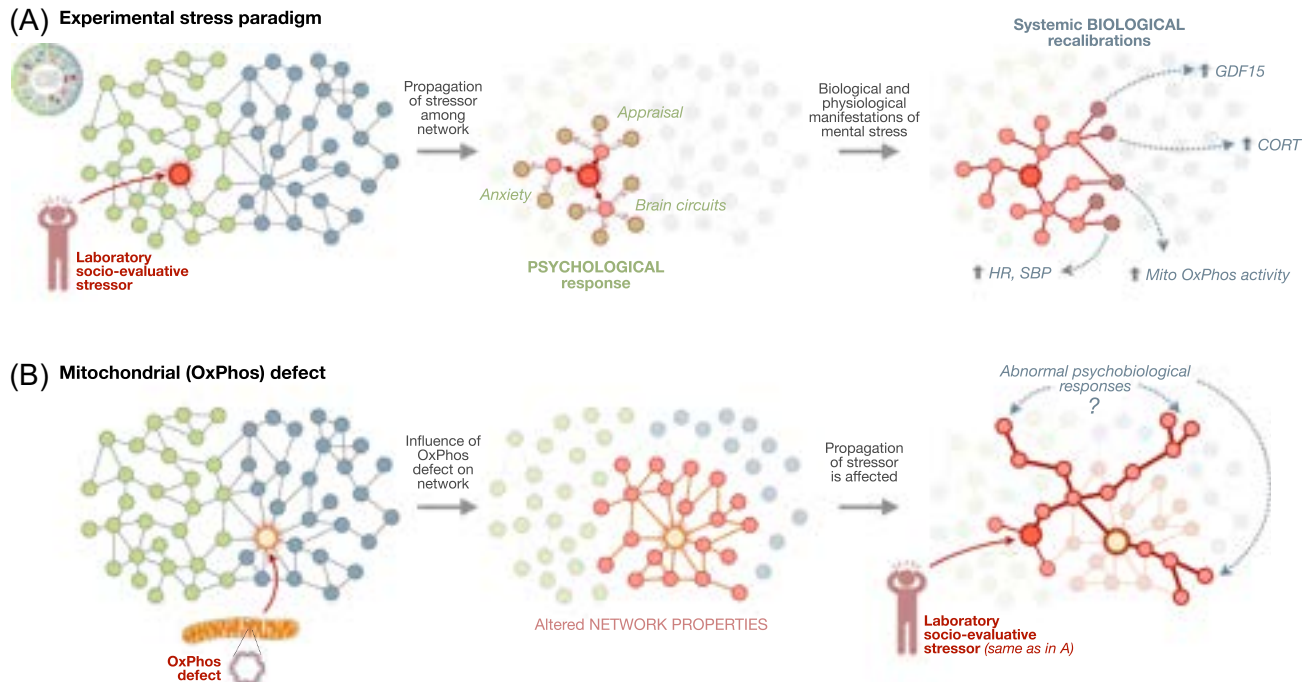 (A) Experimental stress paradigm
Laboratory
socio-evaluative
stressor
Propagation
of stressor
among
network
Appraisal
Anxiety
Brain circuits
PSYCHOLOGICAL
response
Biological and
physiological
manifestations of
mental stress
Systemic BIOLOGICAL
recalibrations
⬆ GDF15
⬆ CORT
⬆ HR, SBP
⬆ Mito OxPhos activity
(B) Mitochondrial (OxPhos) defect
OxPhos
defect
Influence of
OxPhos
defect on
network
Altered NETWORK PROPERTIES
Propagation
of stressor
is affected
Abnormal psychobiological
responses
?
Laboratory
socio-evaluative
stressor (same as in A)